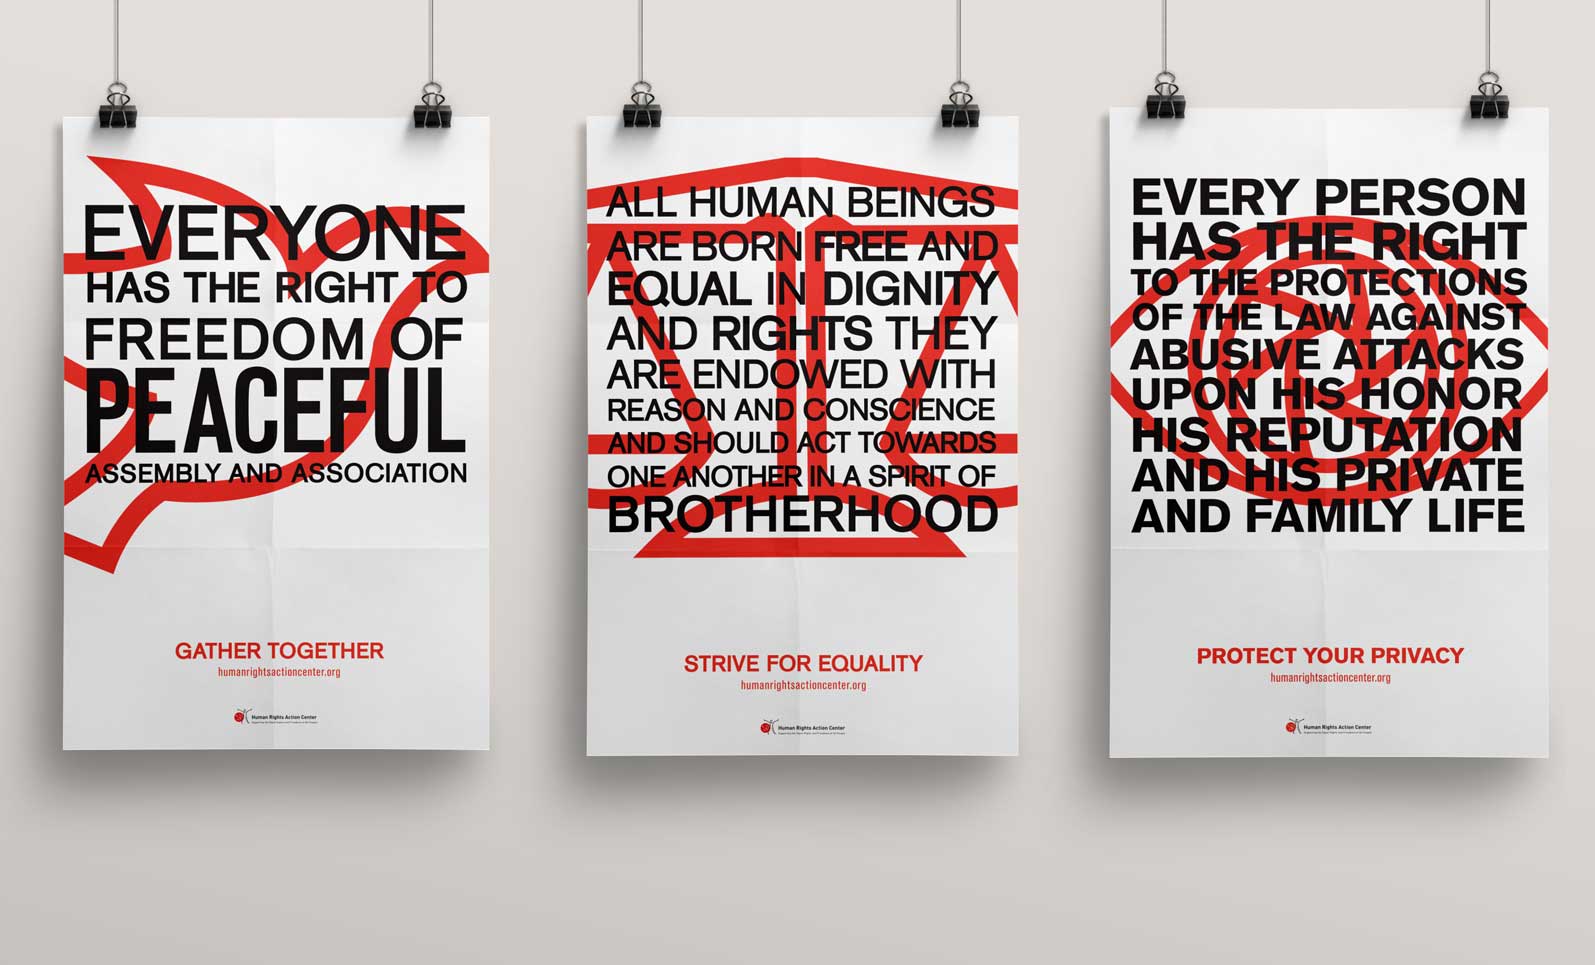 EVERYONE
HAS THE RIGHT TO
FREEDOM OF
PEACEFUL
ASSEMBLY AND ASSOCIATION
GATHER TOGETHER
humanrightsactioncenter.org
Human Rights Action Center
ALL HUMAN BEINGS
ARE BORN FREE AND
EQUAL IN DIGNITY
AND RIGHTS THEY
ARE ENDOWED WITH
REASON AND CONSCIENCE
AND SHOULD ACT TOWARDS
ONE ANOTHER IN A SPIRIT OF
BROTHERHOOD
STRIVE FOR EQUALITY
humanrightsactioncenter.org
Human Rights Action Center
EVERY PERSON
HAS THE RIGHT
TO THE PROTECTIONS
OF THE LAW AGAINST
ABUSIVE ATTACKS
UPON HIS HONOR
HIS REPUTATION
AND HIS PRIVATE
AND FAMILY LIFE
PROTECT YOUR PRIVACY
humanrightsactioncenter.org
Human Rights Action Center